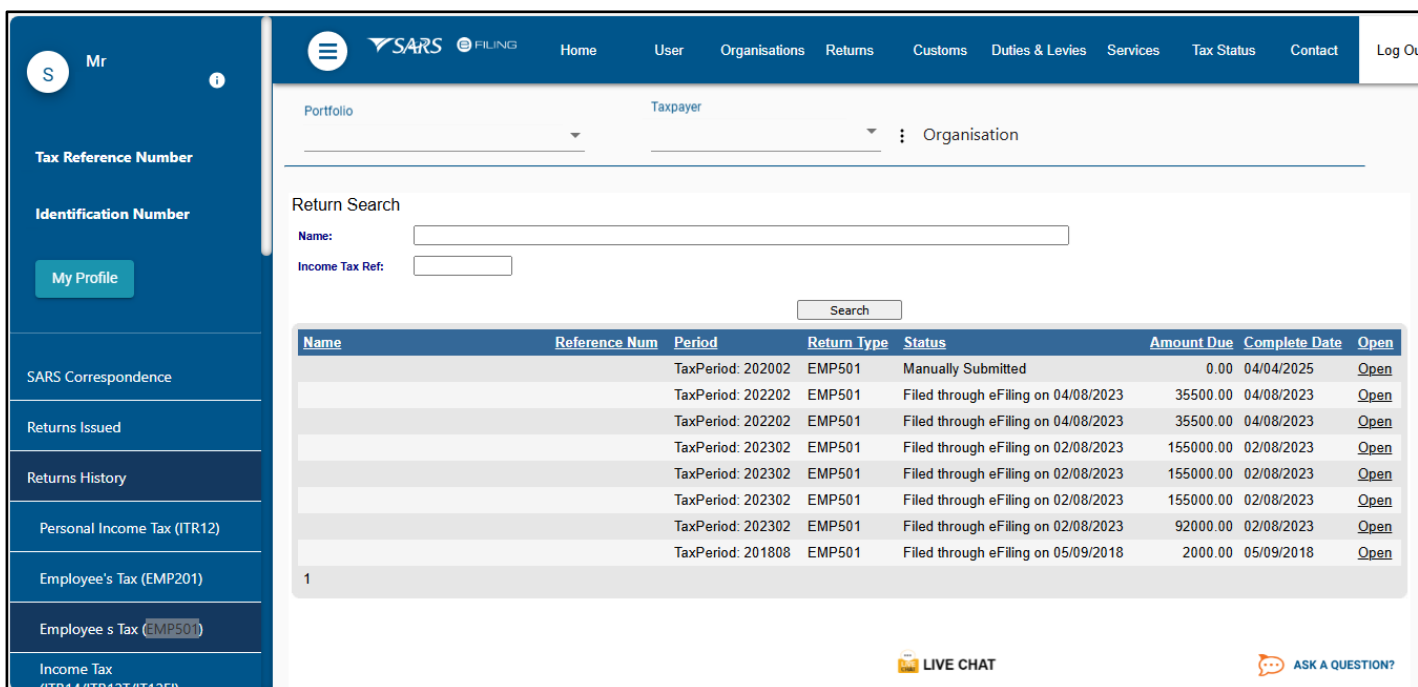 S
Mr
Tax Reference Number
Identification Number
My Profile
SARS Correspondence
Returns Issued
Returns History
Personal Income Tax (ITR12)
Employee's Tax (EMP201)
Employee s Tax (EMP501)
Income Tax
(ITR14/ITR12T/IT12EI)
SARS eFILING Home User Organisations Returns Customs Duties & Levies Services Tax Status Contact Log Ou
Portfolio Taxpayer
Organisation
Return Search
Name:
Income Tax Ref:
Search
Name Reference Num Period Return Type Status Amount Due Complete Date Open
TaxPeriod: 202002 EMP501 Manually Submitted 0.00 04/04/2025 Open
TaxPeriod: 202202 EMP501 Filed through eFiling on 04/08/2023 35500.00 04/08/2023 Open
TaxPeriod: 202202 EMP501 Filed through eFiling on 04/08/2023 35500.00 04/08/2023 Open
TaxPeriod: 202302 EMP501 Filed through eFiling on 02/08/2023 155000.00 02/08/2023 Open
TaxPeriod: 202302 EMP501 Filed through eFiling on 02/08/2023 155000.00 02/08/2023 Open
TaxPeriod: 202302 EMP501 Filed through eFiling on 02/08/2023 155000.00 02/08/2023 Open
TaxPeriod: 202302 EMP501 Filed through eFiling on 02/08/2023 92000.00 02/08/2023 Open
TaxPeriod: 201808 EMP501 Filed through eFiling on 05/09/2018 2000.00 05/09/2018 Open
1
LIVE CHAT
ASK A QUESTION?